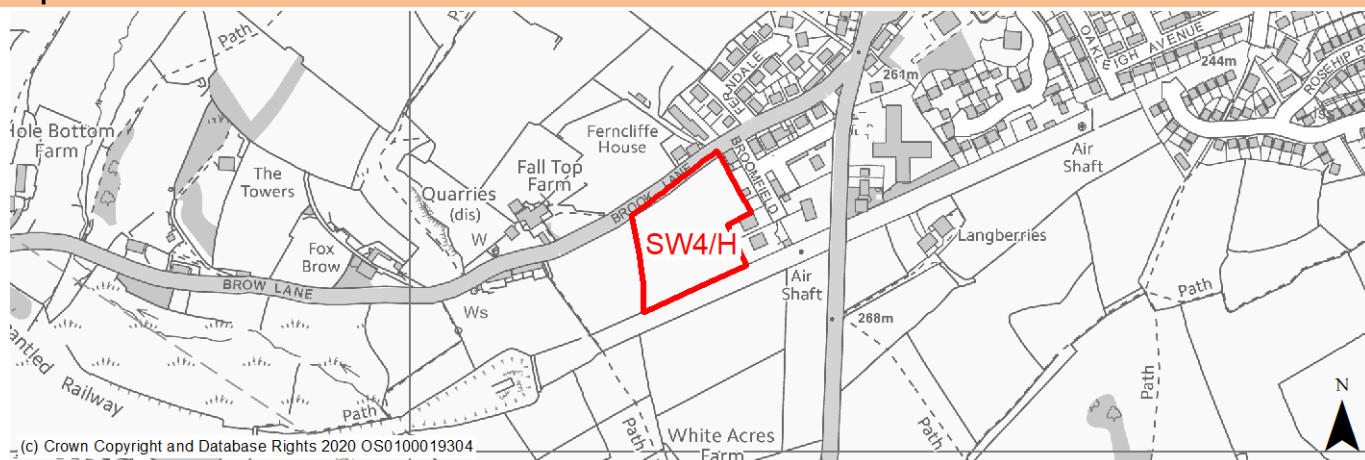 Path
Hole Bottom
Farm
The
Towers
Quarries
(dis)
Fall Top
Farm
Ferncliffe
House
FERNDALE
BROOK LANE
BROOMFIELD
W
Fox
Brow
BROW LANE
Ws
SW4/H
261m
OAKLEIGH AVENUE
244m
Air
Shaft
Langberries
Air
Shaft
268m
Path
Path
Path
Path
Path
Path
Railway
White Acres
Farm
N
(c) Crown Copyright and Database Rights 2020 OS0100019304